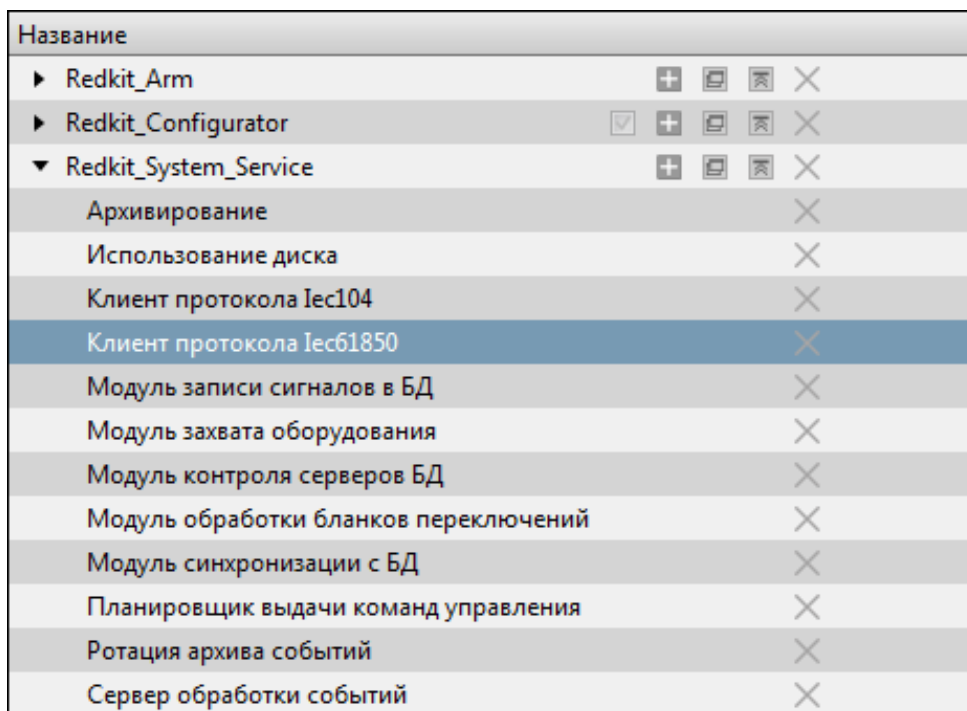 Название
Redkit_Arm
Redkit_Configurator
Redkit_System_Service
Архивирование
Использование диска
Клиент протокола Iec104
Клиент протокола Iec61850
Модуль записи сигналов в БД
Модуль захвата оборудования
Модуль контроля серверов БД
Модуль обработки бланков переключений
Модуль синхронизации с БД
Планировщик выдачи команд управления
Ротация архива событий
Сервер обработки событий